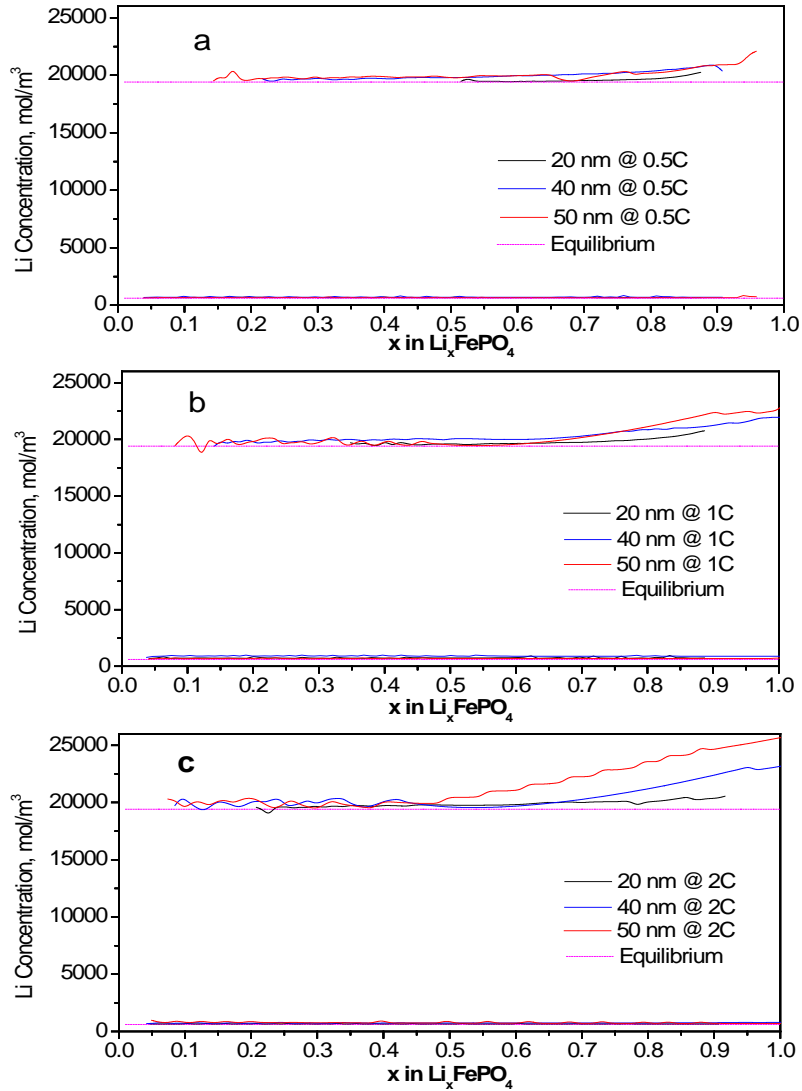 a
25000
20000
15000
10000
5000
0
Li Concentration, mol/m³
20 nm @ 0.5C
40 nm @ 0.5C
50 nm @ 0.5C
Equilibrium
0.0 0.1 0.2 0.3 0.4 0.5 0.6 0.7 0.8 0.9 1.0
x in LiₓFePO₄
b
25000
20000
15000
10000
5000
0
Li Concentration, mol/m³
20 nm @ 1C
40 nm @ 1C
50 nm @ 1C
Equilibrium
0.0 0.1 0.2 0.3 0.4 0.5 0.6 0.7 0.8 0.9 1.0
x in LiₓFePO₄
c
25000
20000
15000
10000
5000
0
Li Concentration, mol/m³
20 nm @ 2C
40 nm @ 2C
50 nm @ 2C
Equilibrium
0.0 0.1 0.2 0.3 0.4 0.5 0.6 0.7 0.8 0.9 1.0
x in LiₓFePO₄